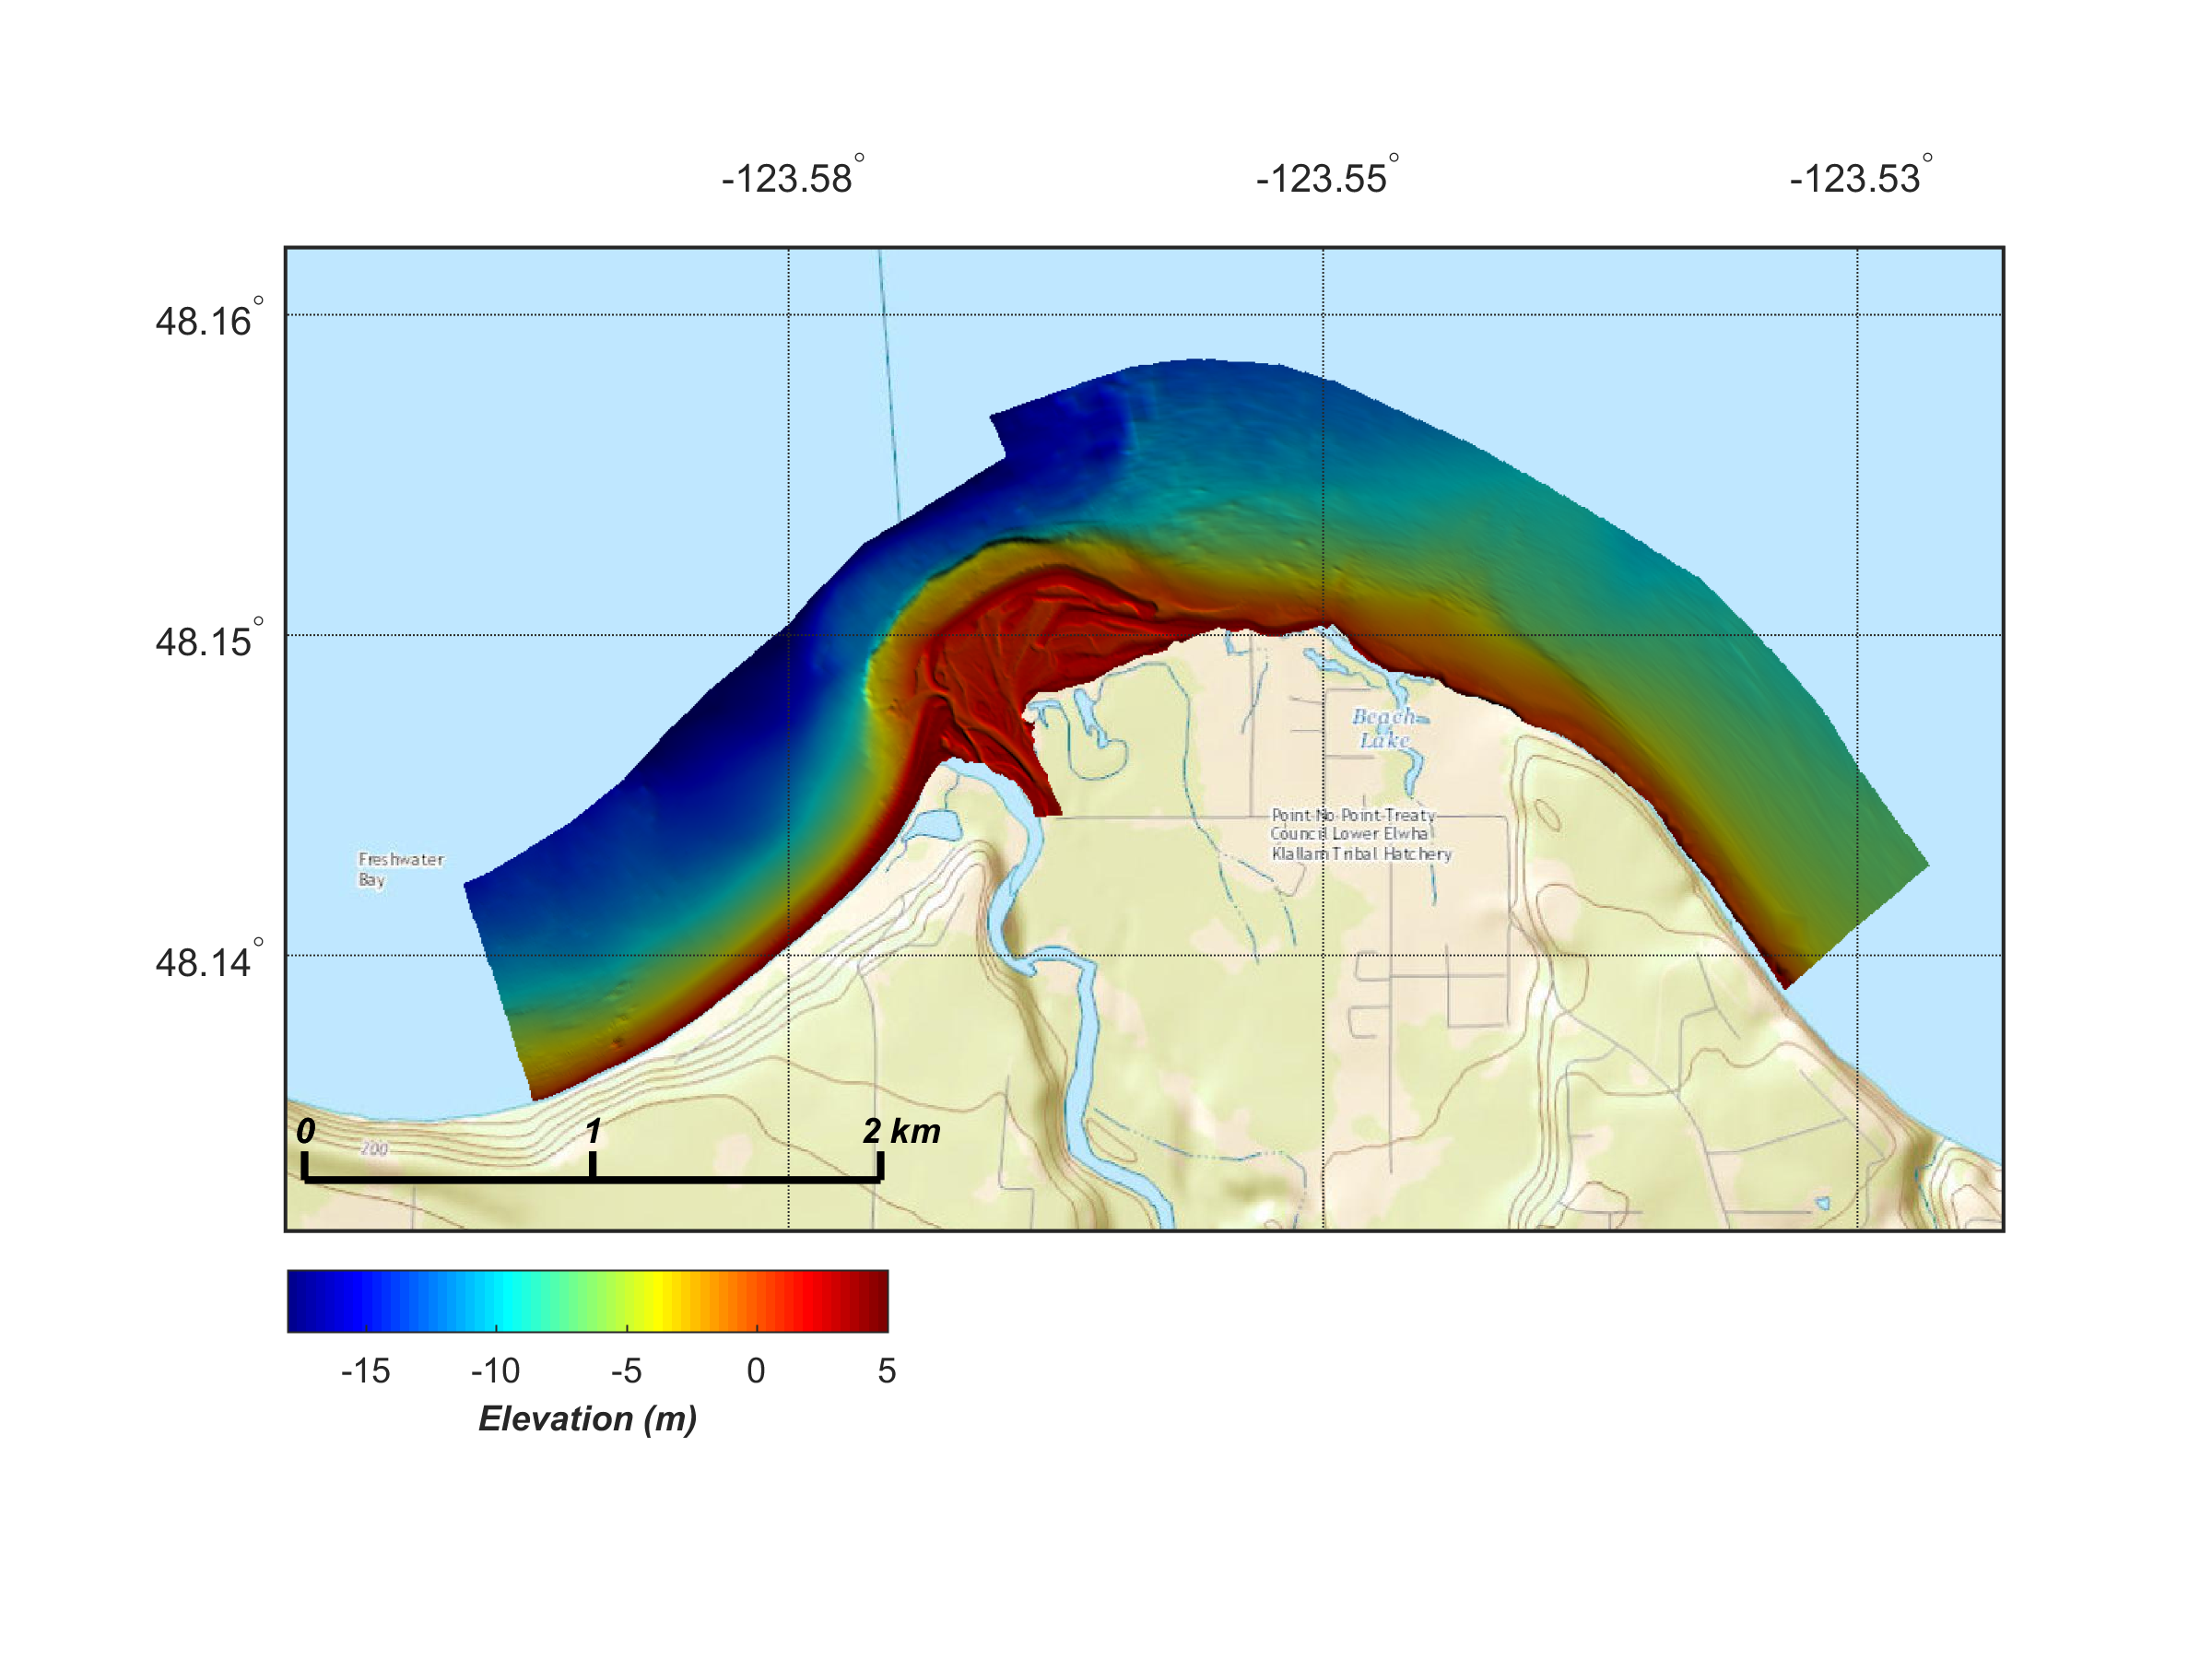 -123.58°
-123.55°
-123.53°
48.16°
48.15°
48.14°
Beach
Lake
Point No Point Treaty
Council Lower Elwha
Klallam Tribal Hatchery
Freshwater
Bay
200
0 1 2 km
-15 -10 -5 0 5
Elevation (m)